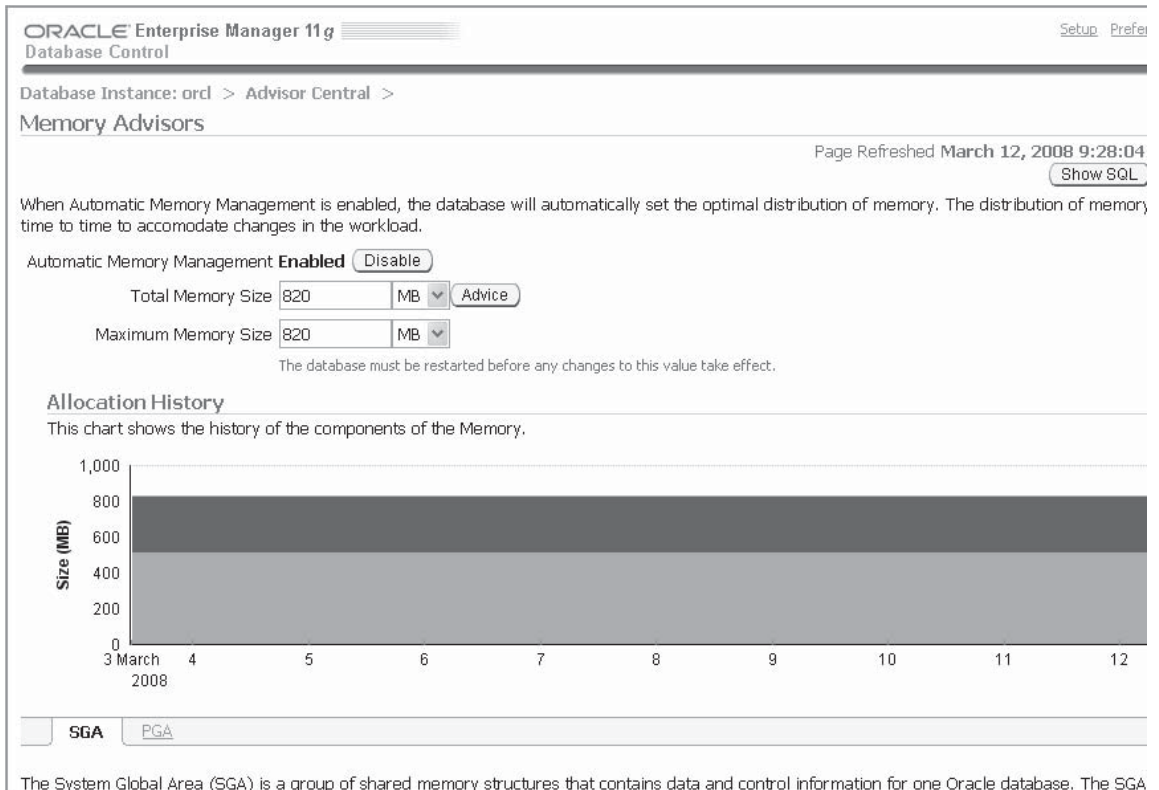 ORACLE Enterprise Manager 11g
Setup Prefer
Database Control
Database Instance: orcl > Advisor Central >
Memory Advisors
Page Refreshed March 12, 2008 9:28:04
Show SQL
When Automatic Memory Management is enabled, the database will automatically set the optimal distribution of memory. The distribution of memory
time to time to accomodate changes in the workload.
Automatic Memory Management Enabled Disable
Total Memory Size 820 MB Advice
Maximum Memory Size 820 MB
The database must be restarted before any changes to this value take effect.
Allocation History
This chart shows the history of the components of the Memory.
Size (MB)
1,000
800
600
400
200
0
3 March 4 5 6 7 8 9 10 11 12
2008
SGA PGA
The System Global Area (SGA) is a group of shared memory structures that contains data and control information for one Oracle database. The SGA